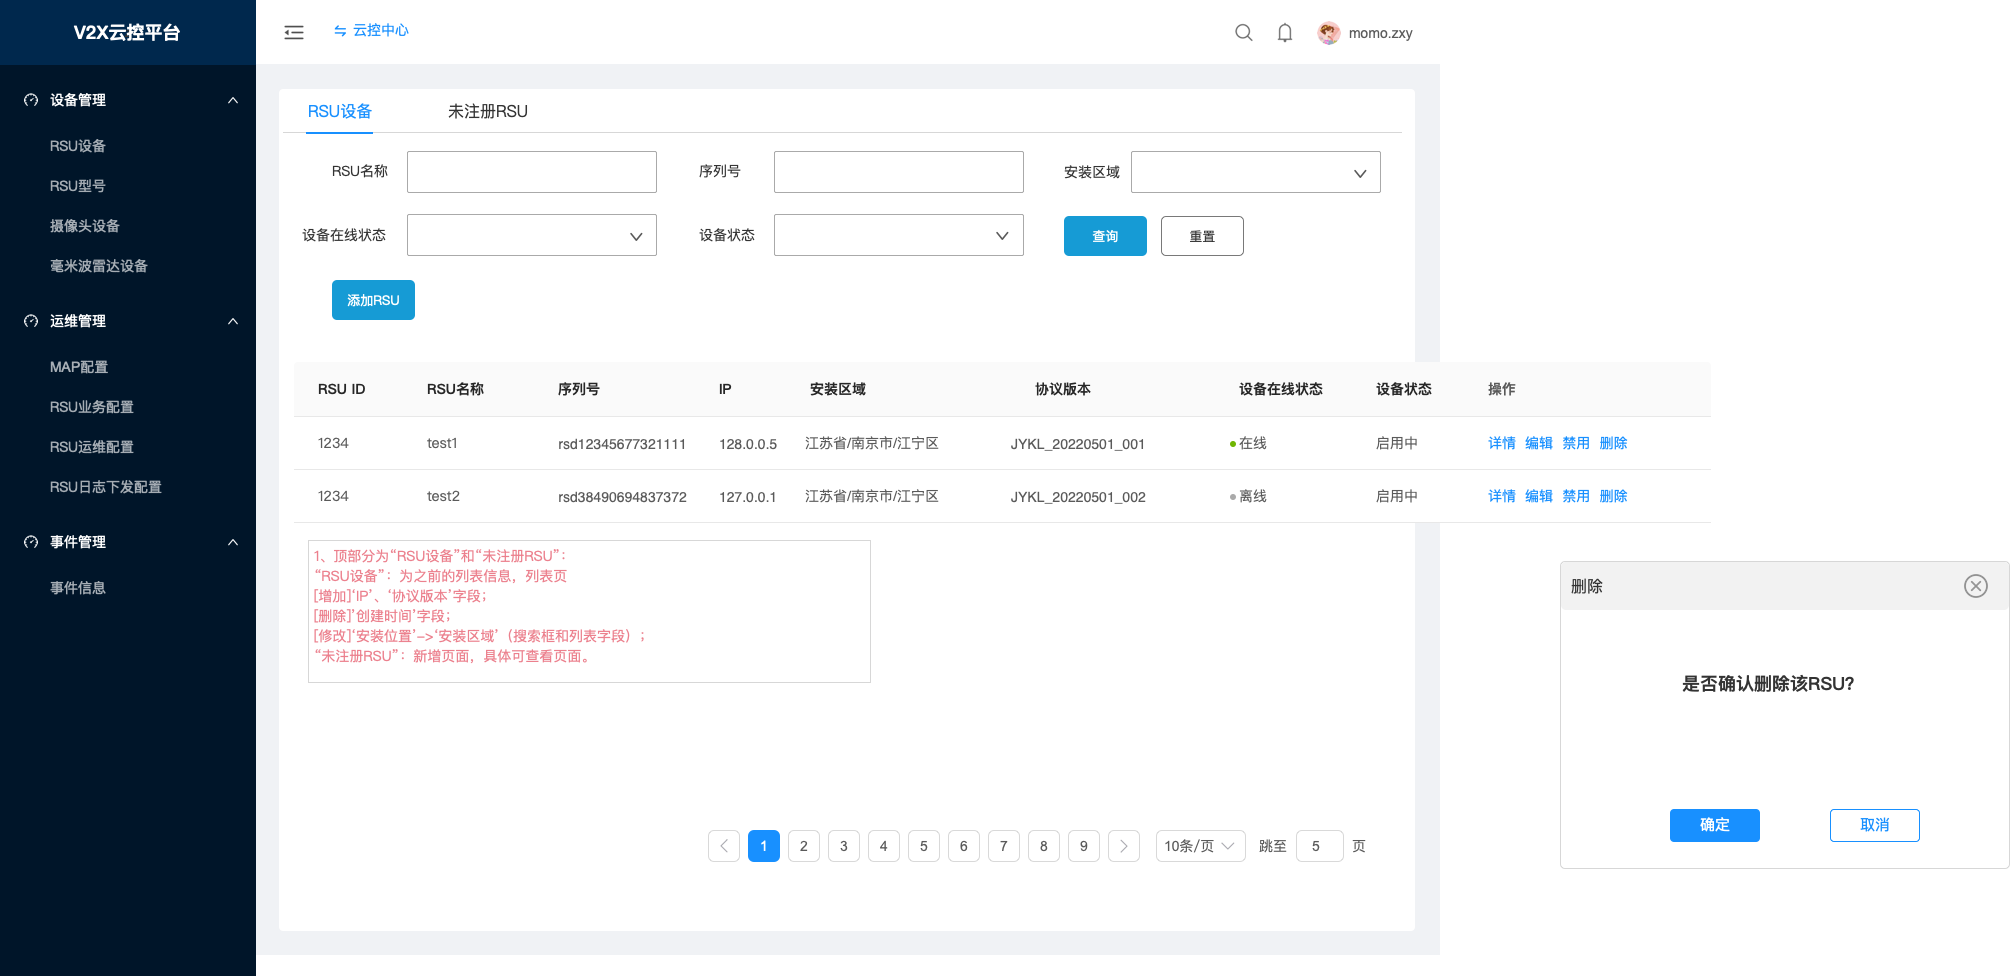 V2X云控平台
云控中心
momo.zxy
设备管理
RSU设备
RSU型号
摄像头设备
毫米波雷达设备
运维管理
MAP配置
RSU业务配置
RSU运维配置
RSU日志下发配置
事件管理
事件信息
RSU设备 未注册RSU
RSU名称 序列号 安装区域
设备在线状态 设备状态 查询 重置
添加RSU
RSU ID RSU名称 序列号 IP 安装区域 协议版本 设备在线状态 设备状态 操作
1234 test1 rsd12345677321111 128.0.0.5 江苏省/南京市/江宁区 JYKL_20220501_001 在线 启用中 详情 编辑 禁用 删除
1234 test2 rsd38490694837372 127.0.0.1 江苏省/南京市/江宁区 JYKL_20220501_002 离线 启用中 详情 编辑 禁用 删除
1、顶部分为“RSU设备”和“未注册RSU”：
“RSU设备”：为之前的列表信息，列表页
[增加]‘IP’、‘协议版本’字段；
[删除]’创建时间’字段；
[修改]‘安装位置’->‘安装区域’（搜索框和列表字段）；
“未注册RSU”：新增页面，具体可查看页面。
1 2 3 4 5 6 7 8 9 10条/页 跳至 5 页
删除
是否确认删除该RSU?
确定 取消